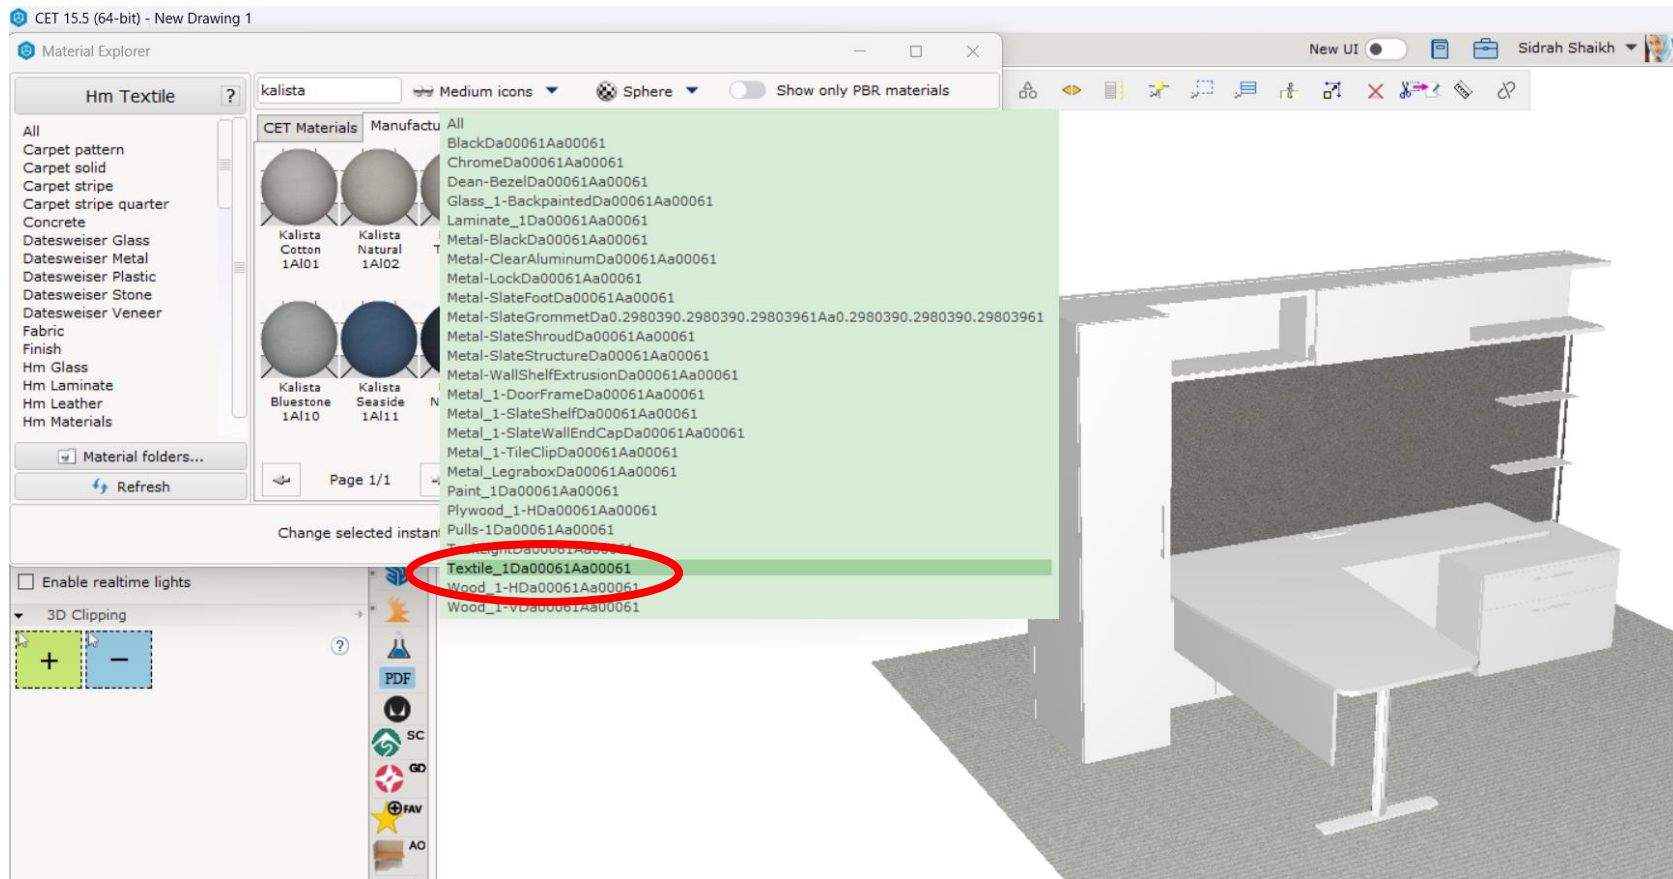 CET 15.5 (64-bit) - New Drawing 1
Material Explorer
New UI
Sidrah Shaikh
Hm Textile
?
kalista
Medium icons
Sphere
Show only PBR materials
All
Carpet pattern
Carpet solid
Carpet stripe
Carpet stripe quarter
Concrete
Datesweiser Glass
Datesweiser Metal
Datesweiser Plastic
Datesweiser Stone
Datesweiser Veneer
Fabric
Finish
Hm Glass
Hm Laminate
Hm Leather
Hm Materials
Material folders...
Refresh
CET Materials
Manufactu
Kalista
Cotton
1Al01
Kalista
Natural
1Al02
T
Kalista
Bluestone
1Al10
Kalista
Seaside
1Al11
N
Page 1/1
Change selected instan
All
BlackDa00061Aa00061
ChromeDa00061Aa00061
Dean-BezelDa00061Aa00061
Glass_1-BackpaintedDa00061Aa00061
Laminate_1Da00061Aa00061
Metal-BlackDa00061Aa00061
Metal-ClearAluminumDa00061Aa00061
Metal-LockDa00061Aa00061
Metal-SlateFootDa00061Aa00061
Metal-SlateGrommetDa0.2980390.2980390.29803961Aa0.2980390.2980390.29803961
Metal-SlateShroudDa00061Aa00061
Metal-SlateStructureDa00061Aa00061
Metal-WallShelfExtrusionDa00061Aa00061
Metal_1-DoorFrameDa00061Aa00061
Metal_1-SlateShelfDa00061Aa00061
Metal_1-SlateWallEndCapDa00061Aa00061
Metal_1-TileClipDa00061Aa00061
Metal_LegraboxDa00061Aa00061
Paint_1Da00061Aa00061
Plywood_1-HDa00061Aa00061
Pulls-1Da00061Aa00061
Textile_1Da00061Aa00061
Wood_1-HDa00061Aa00061
Wood_1-VDa00061Aa00061
Enable realtime lights
3D Clipping
+
−
?
PDF
SC
GD
FAV
AO